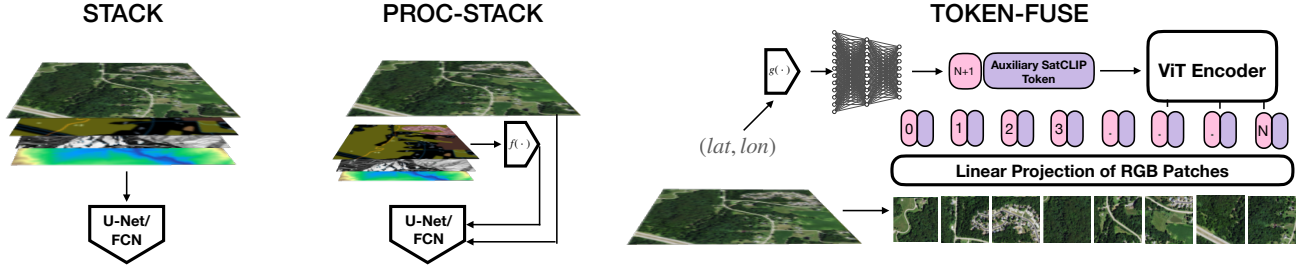 STACK
PROC-STACK
TOKEN-FUSE
U-Net/
FCN
f(·)
U-Net/
FCN
g(·)
(lat, lon)
N+1
Auxiliary SatCLIP
Token
ViT Encoder
0
1
2
3
.
.
.
N
Linear Projection of RGB Patches